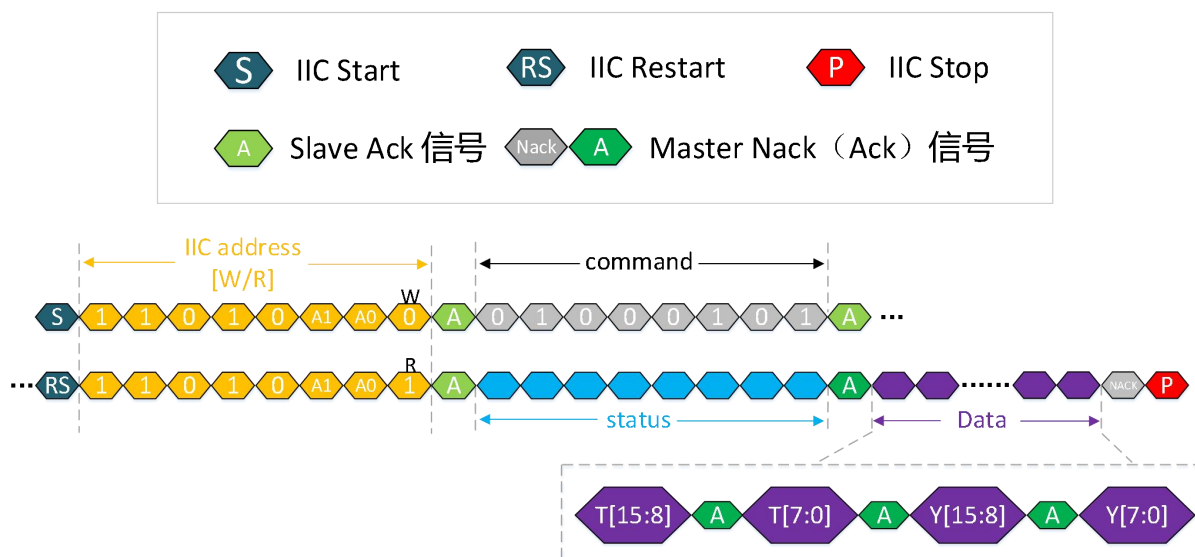 S IIC Start RS IIC Restart P IIC Stop
A Slave Ack 信号 Nack A Master Nack（Ack）信号
IIC address
[W/R]
command
W
S 1 1 0 1 0 A1 A0 0 A 0 1 0 0 0 1 0 1 A ...
R
... RS 1 1 0 1 0 A1 A0 1 A A ...... NACK P
status
Data
T[15:8] A T[7:0] A Y[15:8] A Y[7:0]